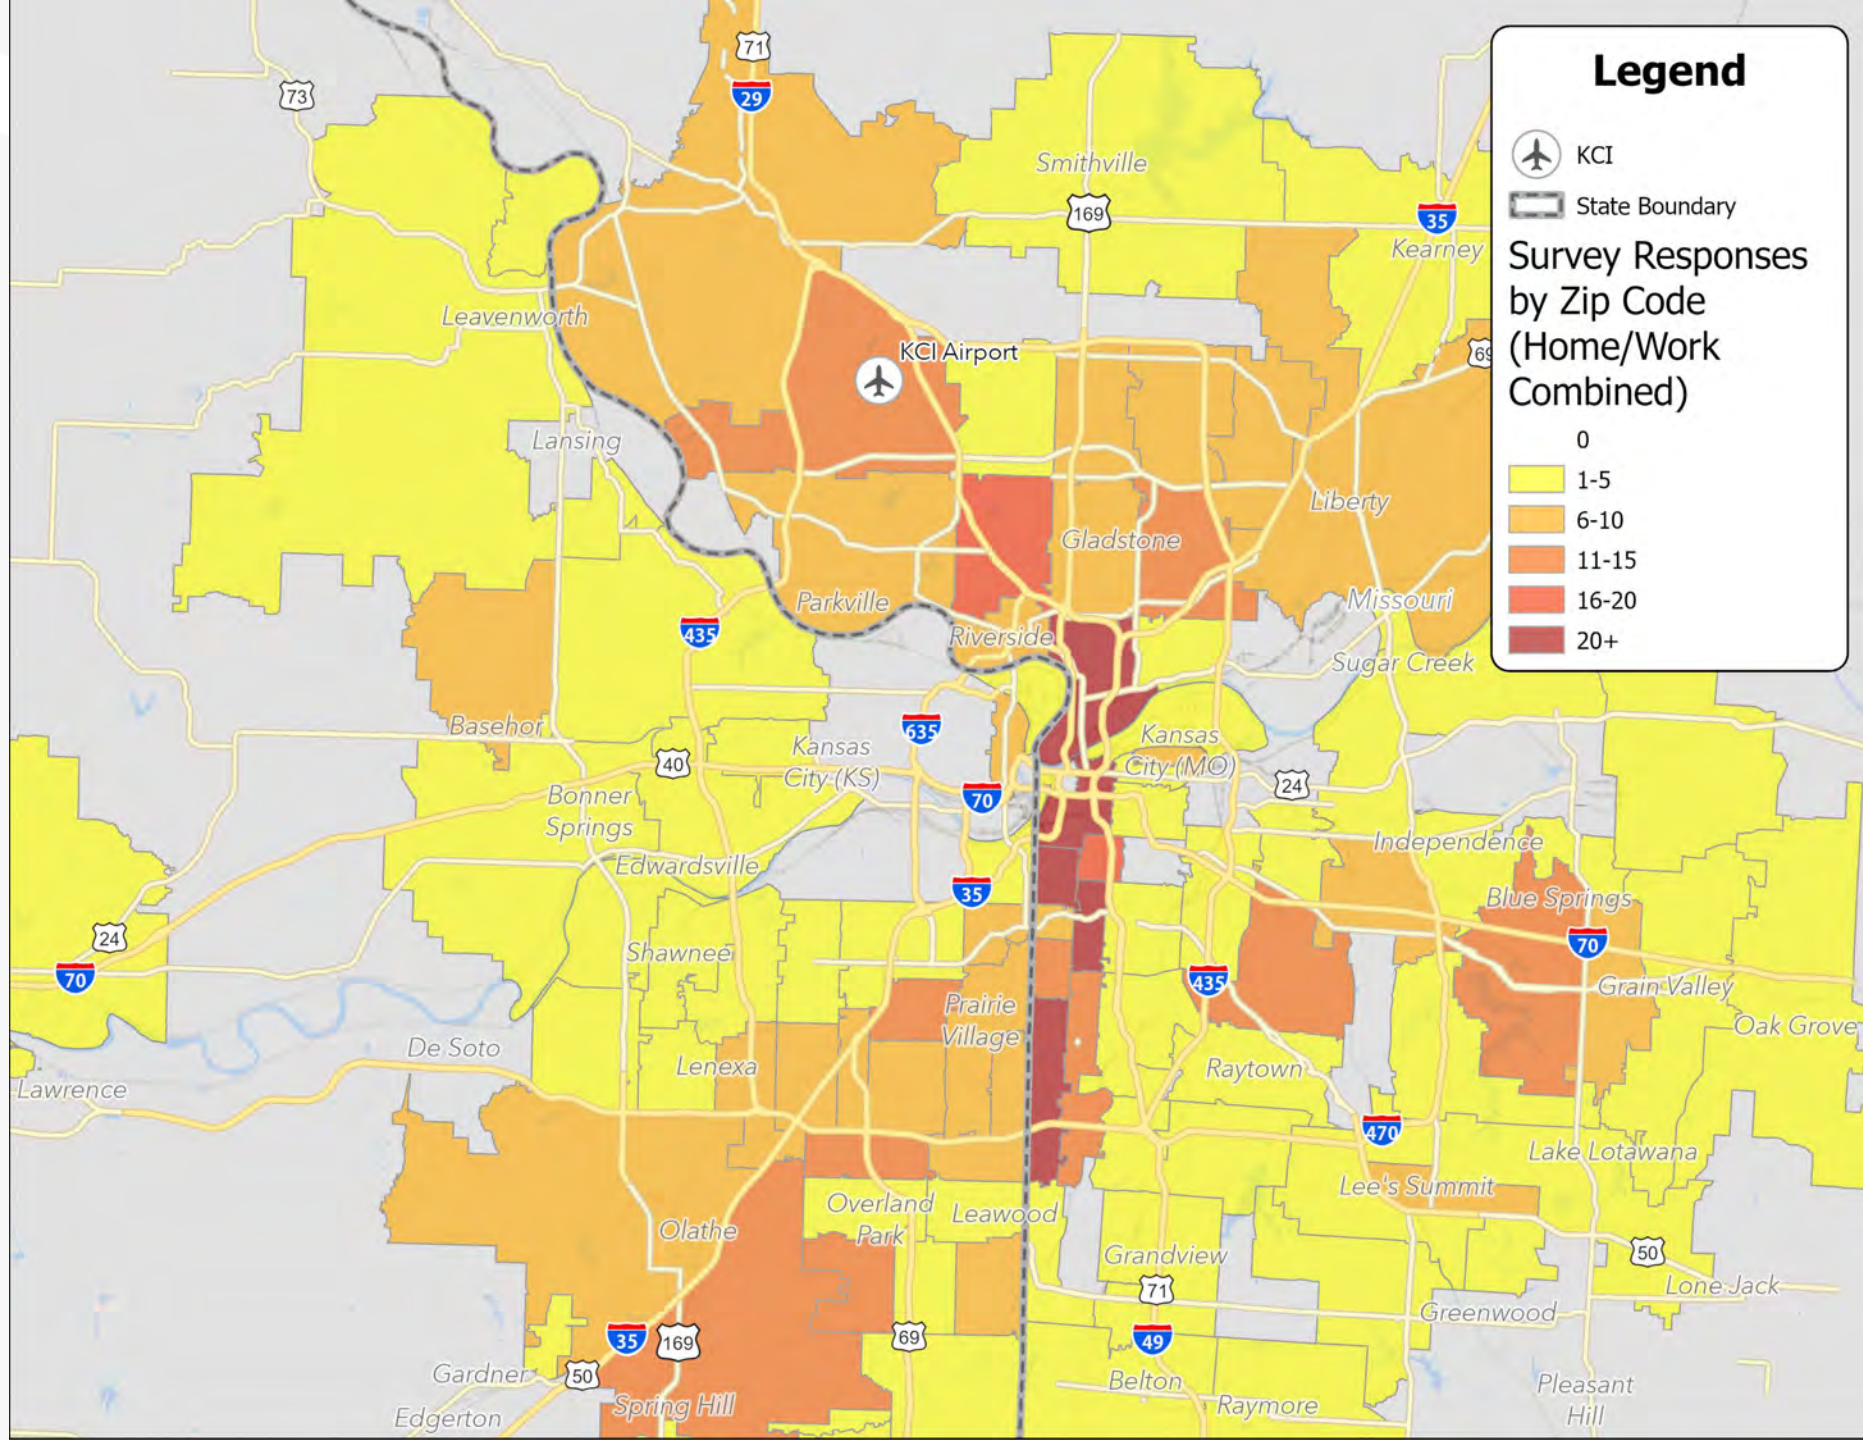 71
29
73
Smithville
169
35
Kearney
Leavenworth
KCI Airport
69
Lansing
Liberty
Gladstone
Parkville
Missouri
435
Riverside
Sugar Creek
Basehor
635
Kansas
City (KS)
Kansas
City (MO)
40
24
70
Bonner
Springs
Independence
Edwardsville
35
Blue Springs
24
70
Shawnee
70
435
Grain Valley
Prairie
Village
Oak Grove
De Soto
Lenexa
Raytown
Lawrence
470
Lake Lotawana
Lee's Summit
Overland
Park
Leawood
Olathe
Grandview
50
Lone Jack
71
Greenwood
35
169
69
49
Gardner
50
Belton
Pleasant
Hill
Spring Hill
Raymore
Edgerton
Legend
KCI
State Boundary
Survey Responses
by Zip Code
(Home/Work
Combined)
0
1-5
6-10
11-15
16-20
20+